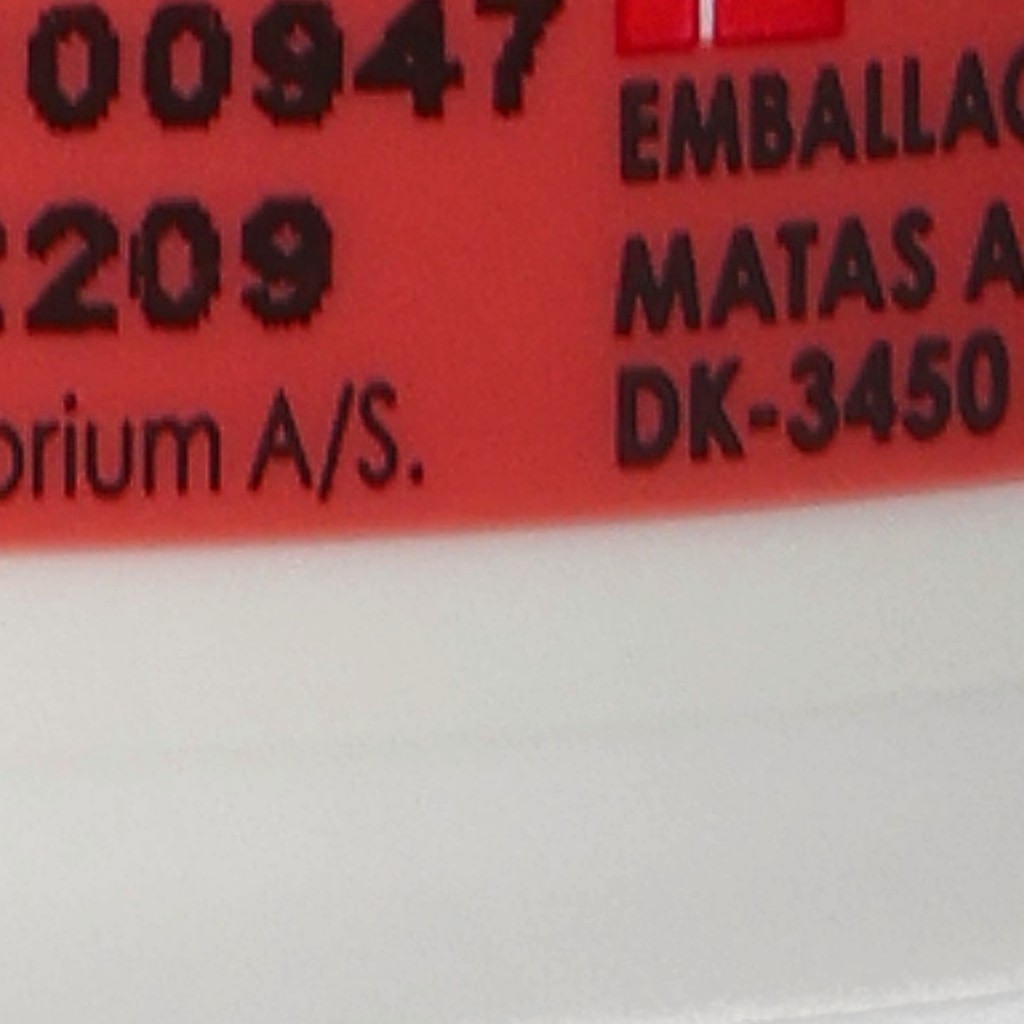 00947
209
orium A/S.
EMBALLAG
MATAS A
DK-3450